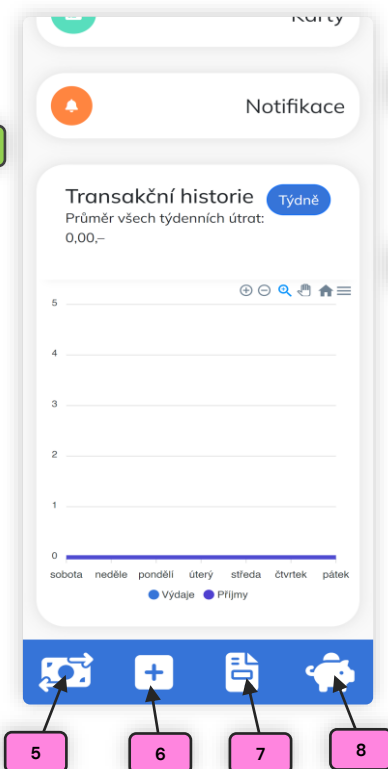 Karty
Notifikace
Transakční historie
Týdně
Průměr všech týdenních útrat:
0,00,–
5
4
3
2
1
0
sobota neděle pondělí úterý středa čtvrtek pátek
Výdaje Příjmy
5 6 7 8